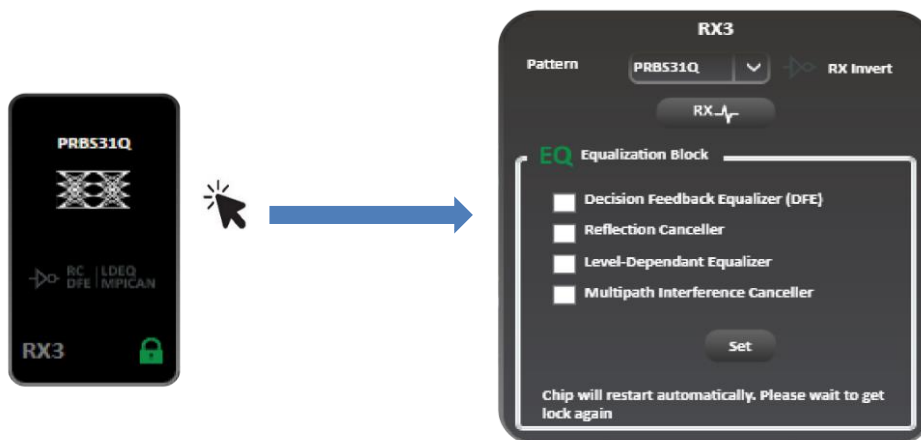 PRBS31Q
RC | LDEQ
DFE | MPICAN
RX3
RX3
Pattern PRBS31Q RX Invert
RX
EQ Equalization Block
Decision Feedback Equalizer (DFE)
Reflection Canceller
Level-Dependant Equalizer
Multipath Interference Canceller
Set
Chip will restart automatically. Please wait to get
lock again